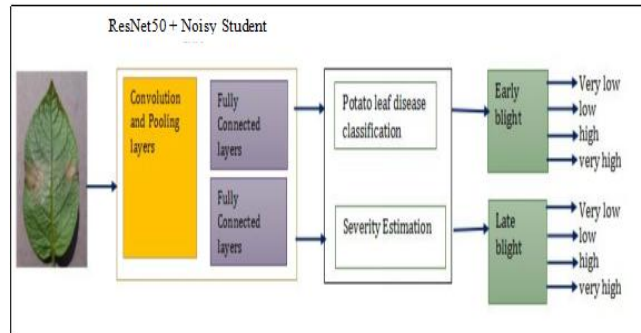 ResNet50 + Noisy Student
Convolution
and Pooling
layers
Fully
Connected
layers
Fully
Connected
layers
Potato leaf disease
classification
Severity Estimation
Early
blight
Very low
low
high
very high
Late
blight
Very low
low
high
very high